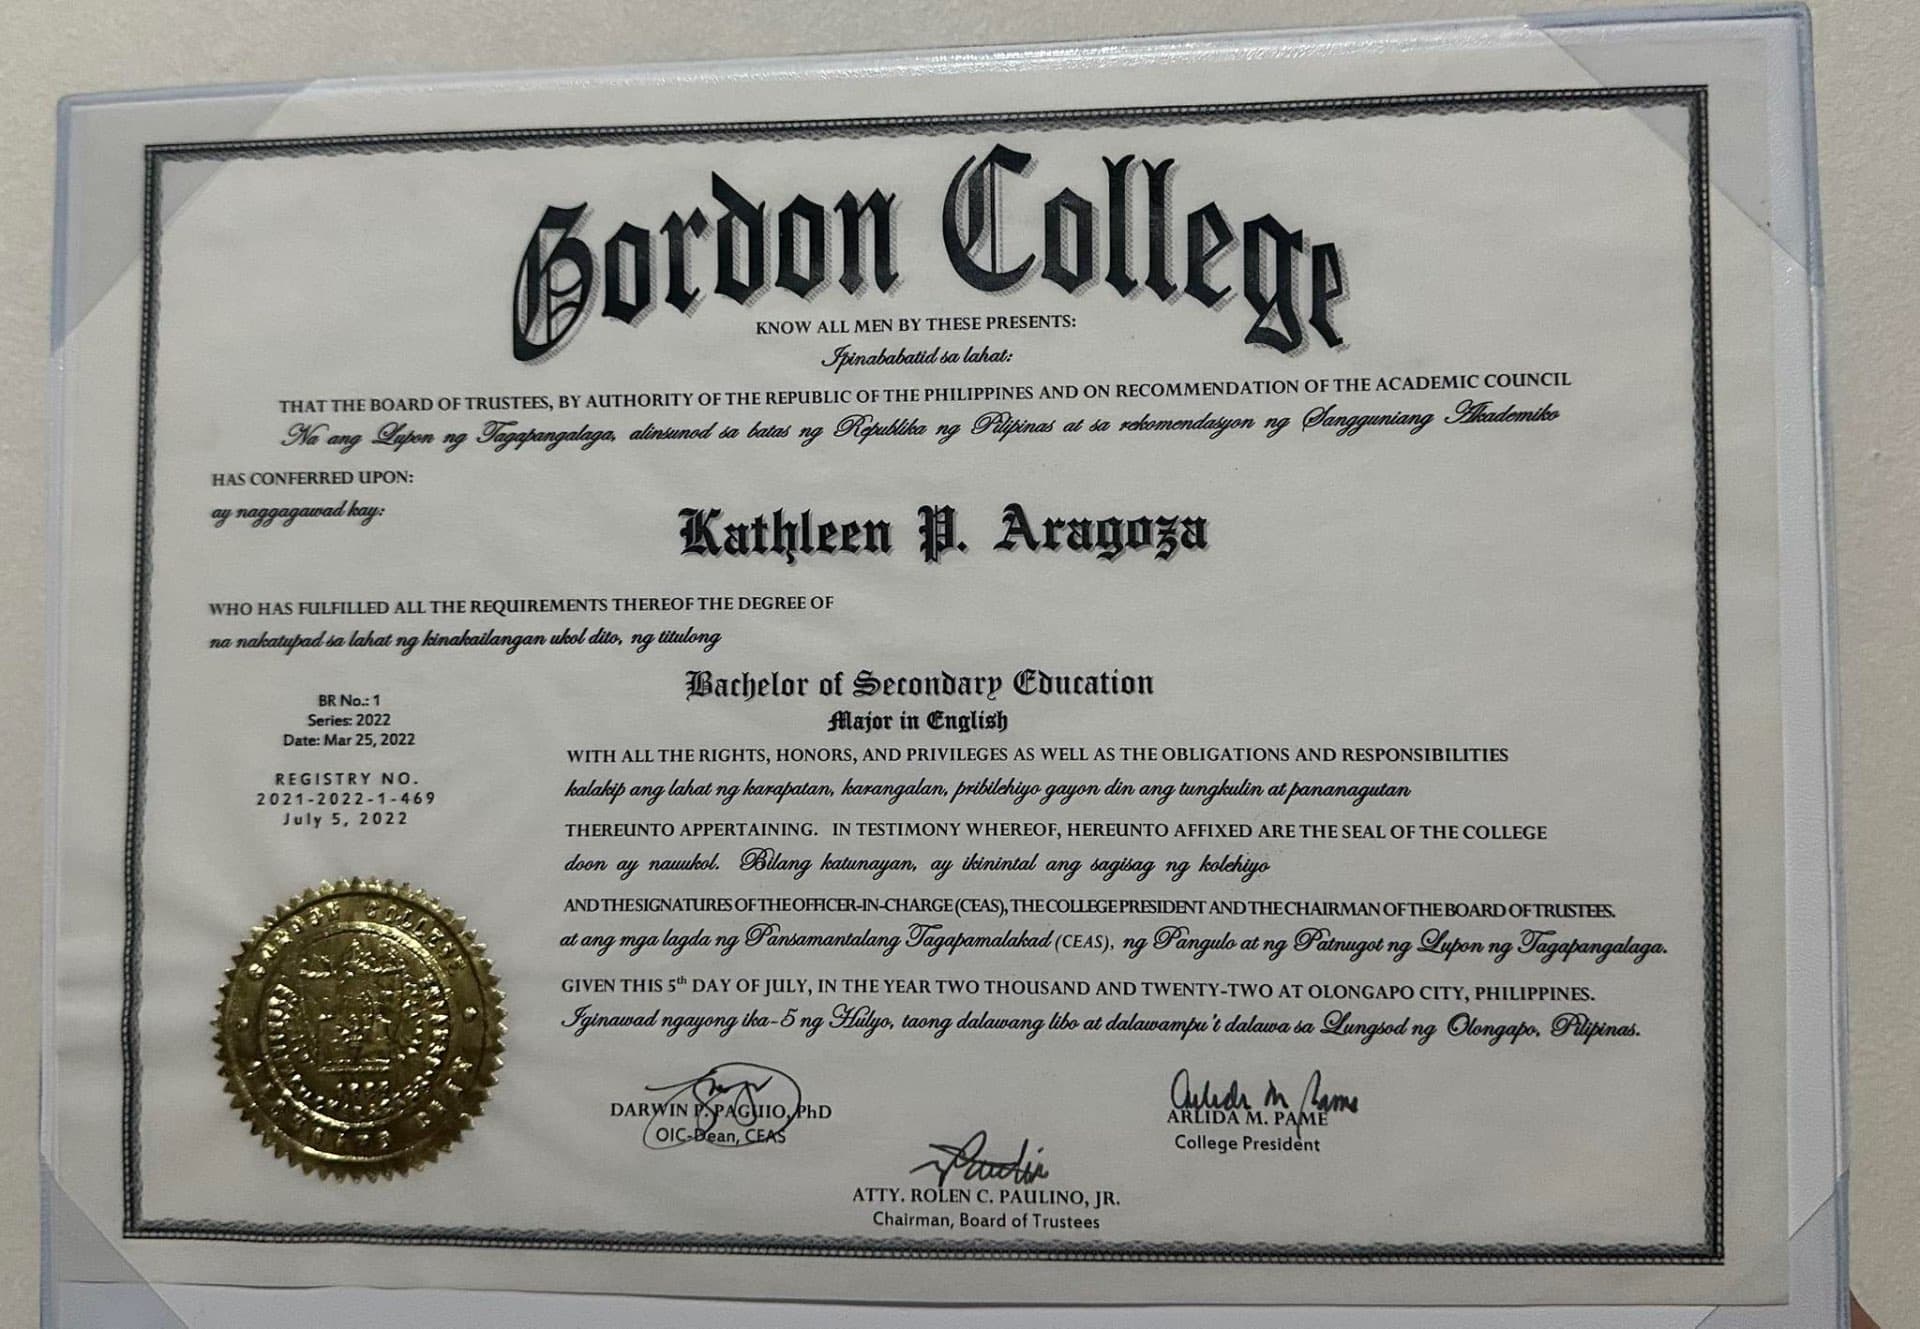 Gordon College
KNOW ALL MEN BY THESE PRESENTS:
Ipinababatid sa lahat:
THAT THE BOARD OF TRUSTEES, BY AUTHORITY OF THE REPUBLIC OF THE PHILIPPINES AND ON RECOMMENDATION OF THE ACADEMIC COUNCIL
Na ang Lupon ng Tagapangalaga, alinsunod sa batas ng Republika ng Pilipinas at sa rekomendasyon ng Sangguniang Akademiko
HAS CONFERRED UPON:
ay naggagawad kay:
Kathleen P. Aragoza
WHO HAS FULFILLED ALL THE REQUIREMENTS THEREOF THE DEGREE OF
na nakatupad sa lahat ng kinakailangan ukol dito, ng titulong
Bachelor of Secondary Education
Major in English
BR No.: 1
Series: 2022
Date: Mar 25, 2022
REGISTRY NO.
2021-2022-1-469
July 5, 2022
WITH ALL THE RIGHTS, HONORS, AND PRIVILEGES AS WELL AS THE OBLIGATIONS AND RESPONSIBILITIES
kalakip ang lahat ng karapatan, karangalan, pribilehiyo gayon din ang tungkulin at pananagutan
THEREUNTO APPERTAINING. IN TESTIMONY WHEREOF, HEREUNTO AFFIXED ARE THE SEAL OF THE COLLEGE
doon ay nauukol. Bilang katunayan, ay ikinintal ang sagisag ng kolehiyo
AND THE SIGNATURES OF THE OFFICER-IN-CHARGE (CEAS), THE COLLEGE PRESIDENT AND THE CHAIRMAN OF THE BOARD OF TRUSTEES.
at ang mga lagda ng Pansamantalang Tagapamalakad (CEAS), ng Pangulo at ng Patnugot ng Lupon ng Tagapangalaga.
GIVEN THIS 5th DAY OF JULY, IN THE YEAR TWO THOUSAND AND TWENTY-TWO AT OLONGAPO CITY, PHILIPPINES.
Iginawad ngayong ika-5 ng Hulyo, taong dalawang libo at dalawampu't dalawa sa Lungsod ng Olongapo, Pilipinas.
GORDON COLLEGE
DARWIN P. PAGUIO, PhD
OIC-Dean, CEAS
Arlida M. Pame
ARLIDA M. PAME
College President
Paulino
ATTY. ROLEN C. PAULINO, JR.
Chairman, Board of Trustees